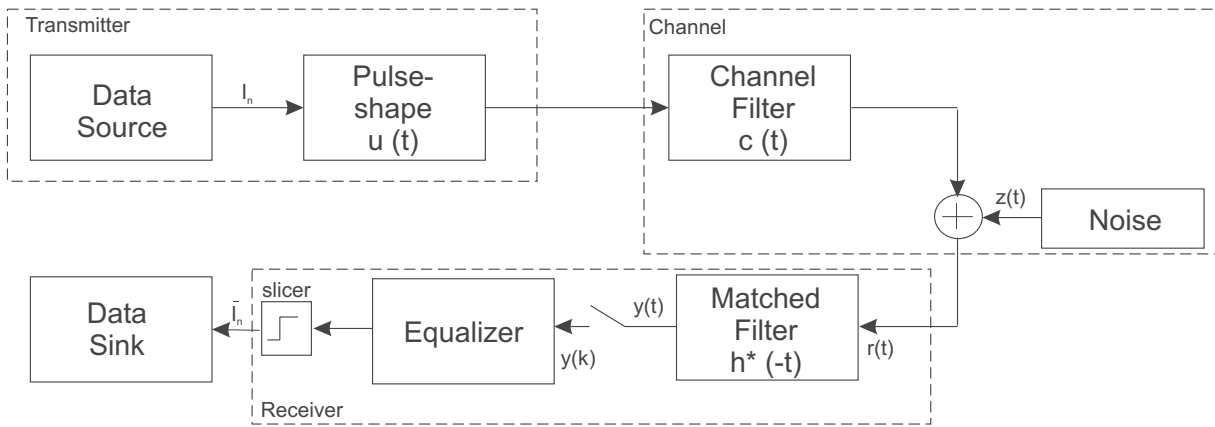 Transmitter
Data
Source
I_n
Pulse-
shape
u (t)
Channel
Channel
Filter
c (t)
z(t)
Noise
Data
Sink
Ī_n
slicer
Equalizer
y(k)
y(t)
Matched
Filter
h* (-t)
r(t)
Receiver